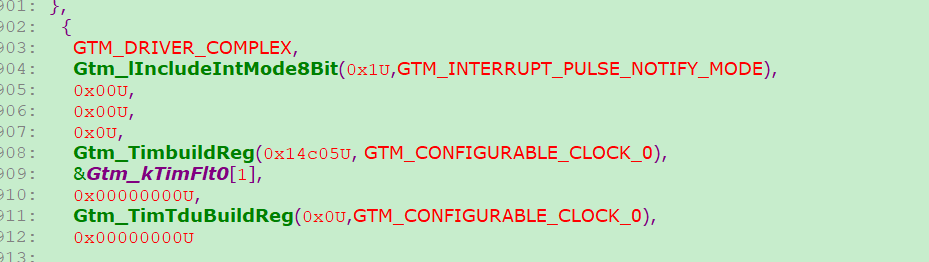 901: },
902: {
903: GTM_DRIVER_COMPLEX,
904: Gtm_lIncludeIntMode8Bit(0x1U,GTM_INTERRUPT_PULSE_NOTIFY_MODE),
905: 0x00U,
906: 0x00U,
907: 0x0U,
908: Gtm_TimbuildReg(0x14c05U, GTM_CONFIGURABLE_CLOCK_0),
909: &Gtm_kTimFlt0[1],
910: 0x00000000U,
911: Gtm_TimTduBuildReg(0x0U,GTM_CONFIGURABLE_CLOCK_0),
912: 0x00000000U
913: